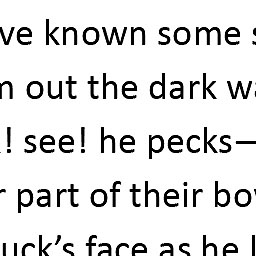 ve known some s
m out the dark wa
! see! he pecks—
r part of their bow
uck’s face as he